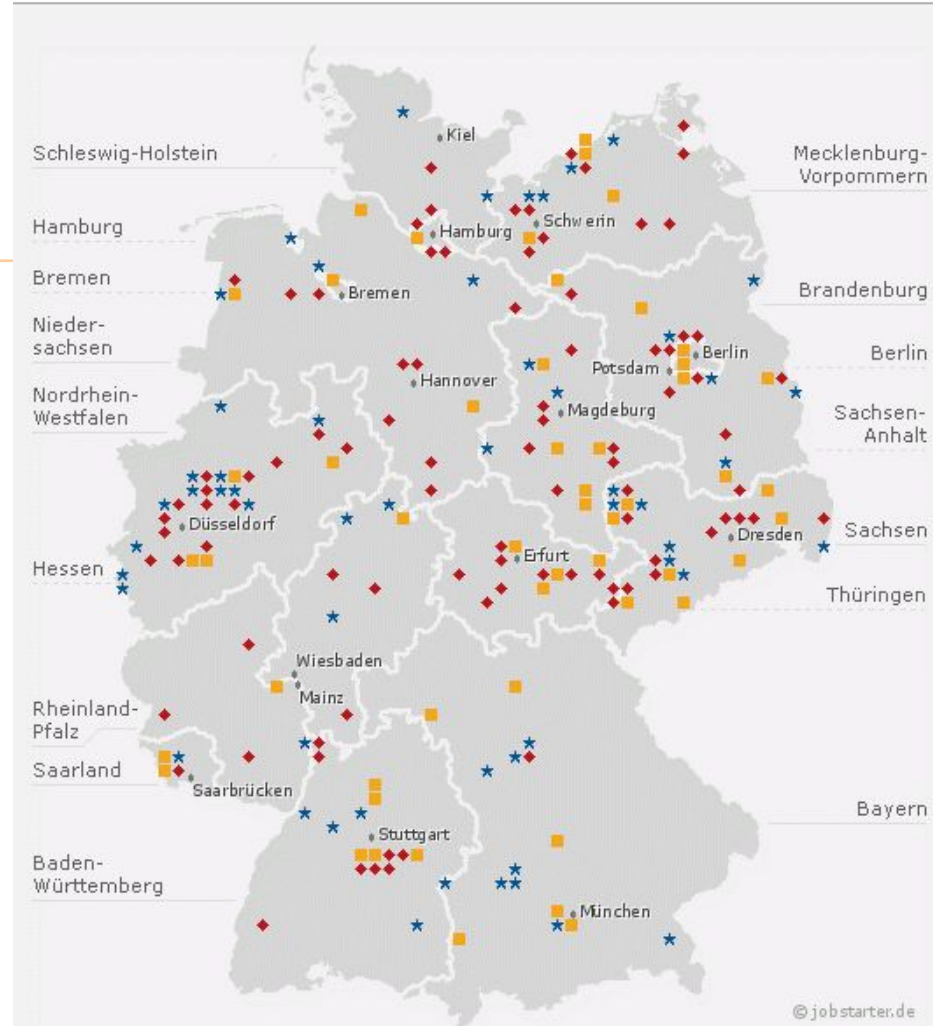 Kiel
Schleswig-Holstein
Mecklenburg-
Vorpommern
Hamburg
Hamburg
Schwerin
Bremen
Bremen
Brandenburg
Nieder-
sachsen
Berlin
Berlin
Potsdam
Hannover
Nordrhein-
Westfalen
Magdeburg
Sachsen-
Anhalt
Düsseldorf
Dresden
Sachsen
Hessen
Erfurt
Thüringen
Wiesbaden
Mainz
Rheinland-
Pfalz
Saarland
Saarbrücken
Bayern
Stuttgart
Baden-
Württemberg
München
© jobstarter.de